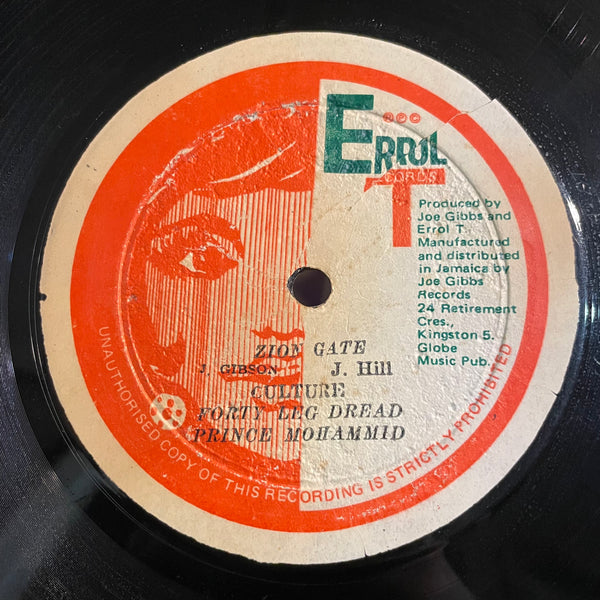 ERROL
T
RECORDS
Produced by
Joe Gibbs and
Errol T.
Manufactured
and distributed
in Jamaica by
Joe Gibbs
Records
24 Retirement
Cres.,
Kingston 5.
Globe
Music Pub.
ZION GATE
J. GIBSON J. Hill
CULTURE
FORTY LEG DREAD
PRINCE MOHAMMID
UNAUTHORISED COPY OF THIS RECORDING IS STRICTLY PROHIBITED